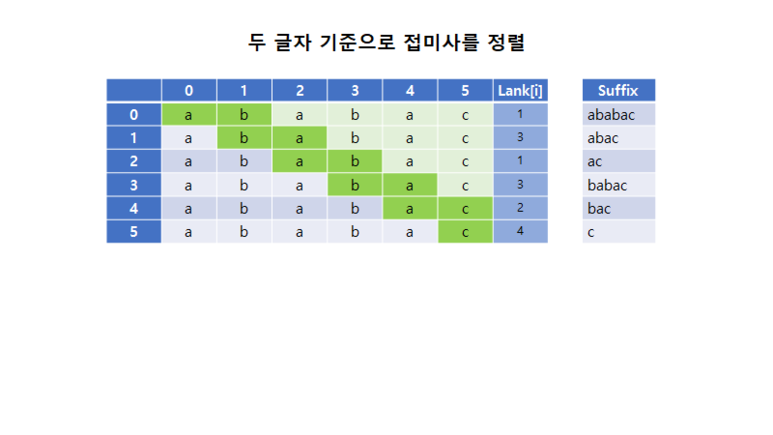 두 글자 기준으로 접미사를 정렬
0 1 2 3 4 5 Lank[i] Suffix
0 a b a b a c 1 ababac
1 a b a b a c 3 abac
2 a b a b a c 1 ac
3 a b a b a c 3 babac
4 a b a b a c 2 bac
5 a b a b a c 4 c